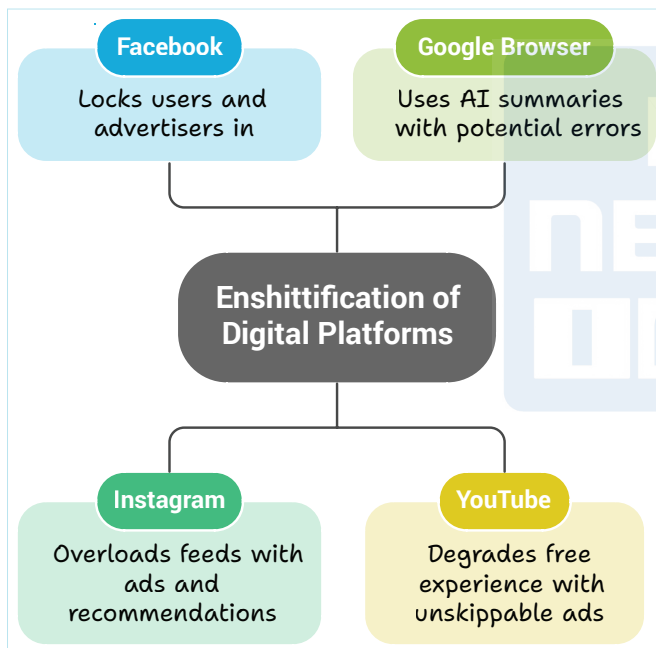 Facebook
Locks users and
advertisers in
Google Browser
Uses AI summaries
with potential errors
Enshittification of
Digital Platforms
Instagram
Overloads feeds with
ads and
recommendations
YouTube
Degrades free
experience with
unskippable ads